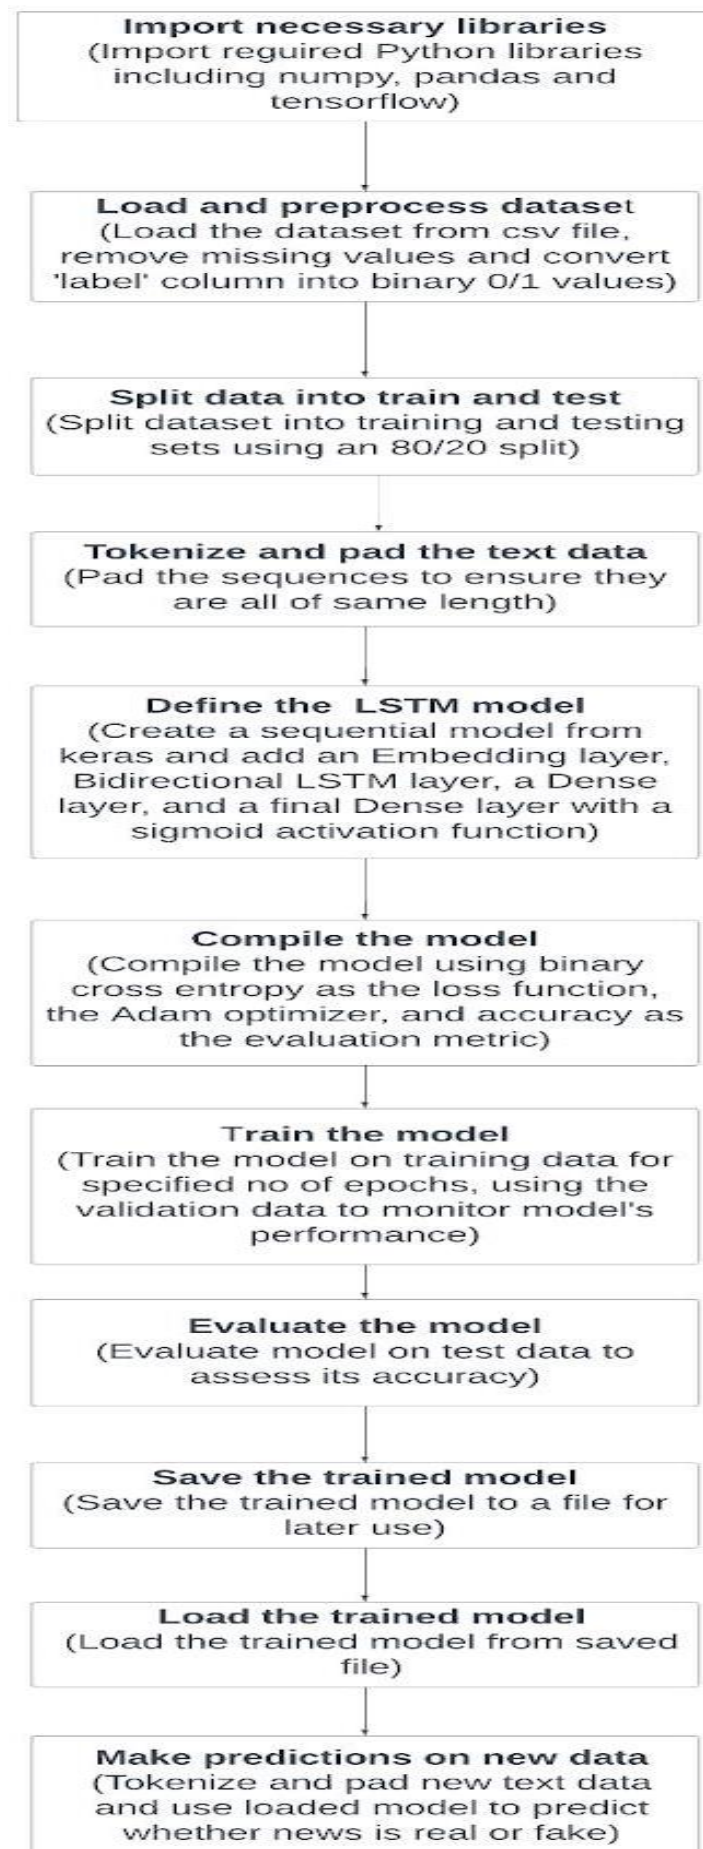 Import necessary libraries
(Import reguired Python libraries
including numpy, pandas and
tensorflow)
Load and preprocess dataset
(Load the dataset from csv file,
remove missing values and convert
'label' column into binary 0/1 values)
Split data into train and test
(Split dataset into training and testing
sets using an 80/20 split)
Tokenize and pad the text data
(Pad the sequences to ensure they
are all of same length)
Define the LSTM model
(Create a sequential model from
keras and add an Embedding layer,
Bidirectional LSTM layer, a Dense
layer, and a final Dense layer with a
sigmoid activation function)
Compile the model
(Compile the model using binary
cross entropy as the loss function,
the Adam optimizer, and accuracy as
the evaluation metric)
Train the model
(Train the model on training data for
specified no of epochs, using the
validation data to monitor model's
performance)
Evaluate the model
(Evaluate model on test data to
assess its accuracy)
Save the trained model
(Save the trained model to a file for
later use)
Load the trained model
(Load the trained model from saved
file)
Make predictions on new data
(Tokenize and pad new text data
and use loaded model to predict
whether news is real or fake)